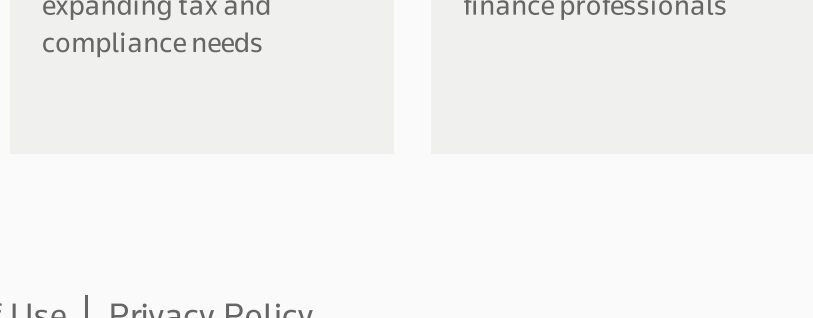 expanding tax and
compliance needs
finance professionals
f Use | Privacy Policy